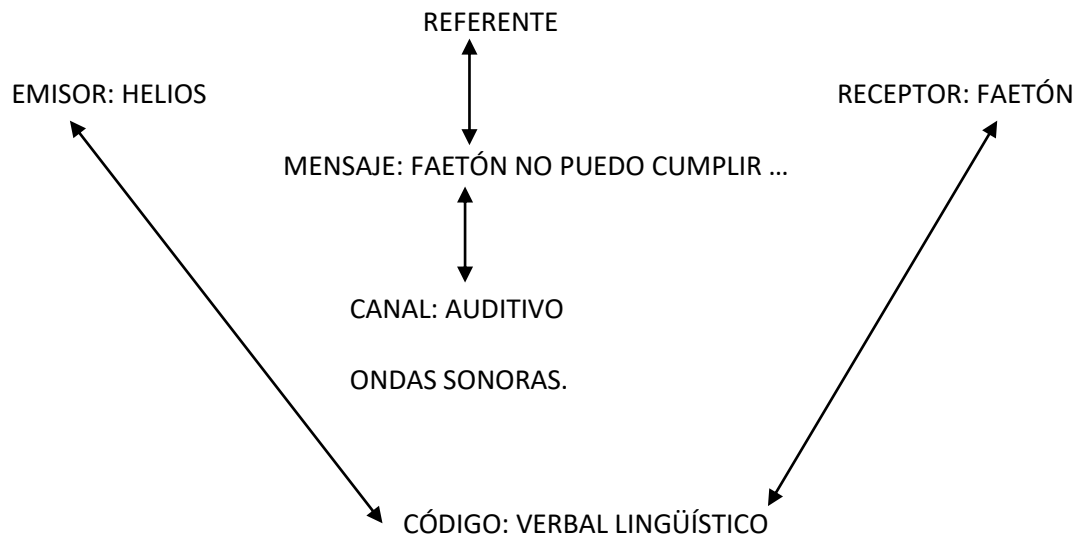 REFERENTE
EMISOR: HELIOS
RECEPTOR: FAETÓN
MENSAJE: FAETÓN NO PUEDO CUMPLIR …
CANAL: AUDITIVO
ONDAS SONORAS.
CÓDIGO: VERBAL LINGÜÍSTICO